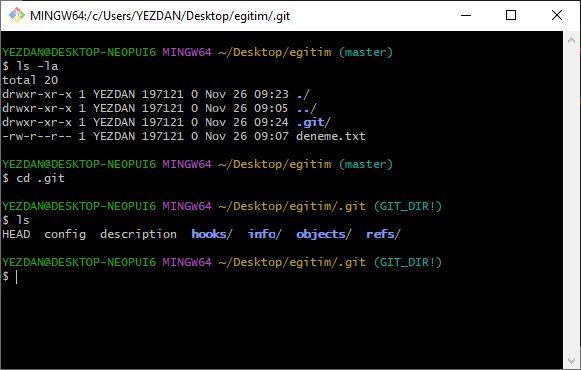 MINGW64:/c/Users/YEZDAN/Desktop/egitim/.git
YEZDAN@DESKTOP-NEOPUI6 MINGW64 ~/Desktop/egitim (master)
$ ls -la
total 20
drwxr-xr-x 1 YEZDAN 197121 0 Nov 26 09:23 ./
drwxr-xr-x 1 YEZDAN 197121 0 Nov 26 09:05 ../
drwxr-xr-x 1 YEZDAN 197121 0 Nov 26 09:24 .git/
-rw-r--r-- 1 YEZDAN 197121 0 Nov 26 09:07 deneme.txt
YEZDAN@DESKTOP-NEOPUI6 MINGW64 ~/Desktop/egitim (master)
$ cd .git
YEZDAN@DESKTOP-NEOPUI6 MINGW64 ~/Desktop/egitim/.git (GIT_DIR!)
$ ls
HEAD config description hooks/ info/ objects/ refs/
YEZDAN@DESKTOP-NEOPUI6 MINGW64 ~/Desktop/egitim/.git (GIT_DIR!)
$